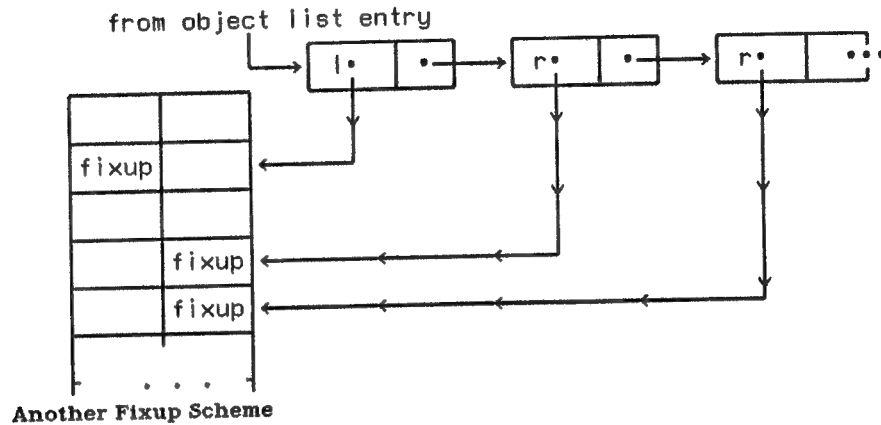 from object list entry
l• • r• • r• •••
fixup
fixup
fixup
. . .
Another Fixup Scheme